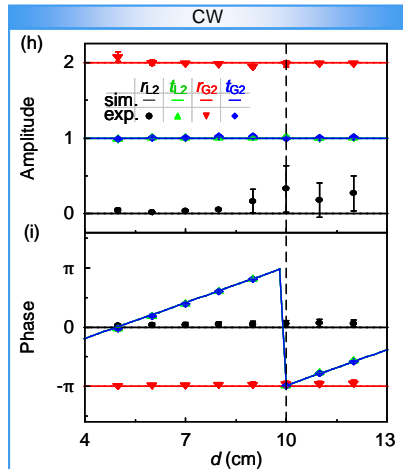 CW
(h)
2
1
0
Amplitude
r_L2 t_L2 r_G2 t_G2
sim.
exp.
(i)
π
0
-π
Phase
4 7 10 13
d (cm)